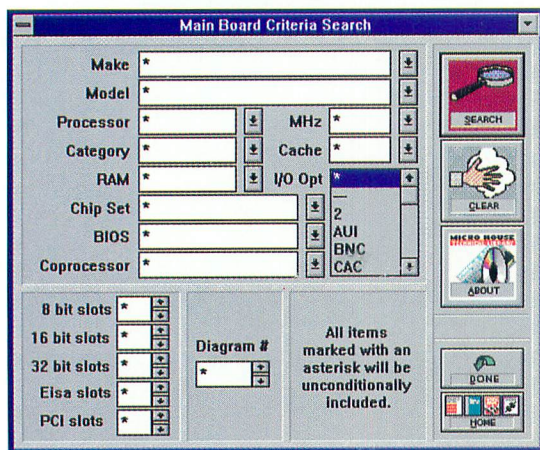 Main Board Criteria Search
Make *
Model *
Processor * MHz *
Category * Cache *
RAM * I/O Opt *
—
2
AUI
BNC
CAC
Chip Set *
BIOS *
Coprocessor *
SEARCH
CLEAR
MICRO HOUSE
TECHNICAL LIBRARY
ABOUT
8 bit slots *
16 bit slots *
32 bit slots *
Eisa slots *
PCI slots *
Diagram #
*
All items
marked with an
asterisk will be
unconditionally
included.
DONE
HOME